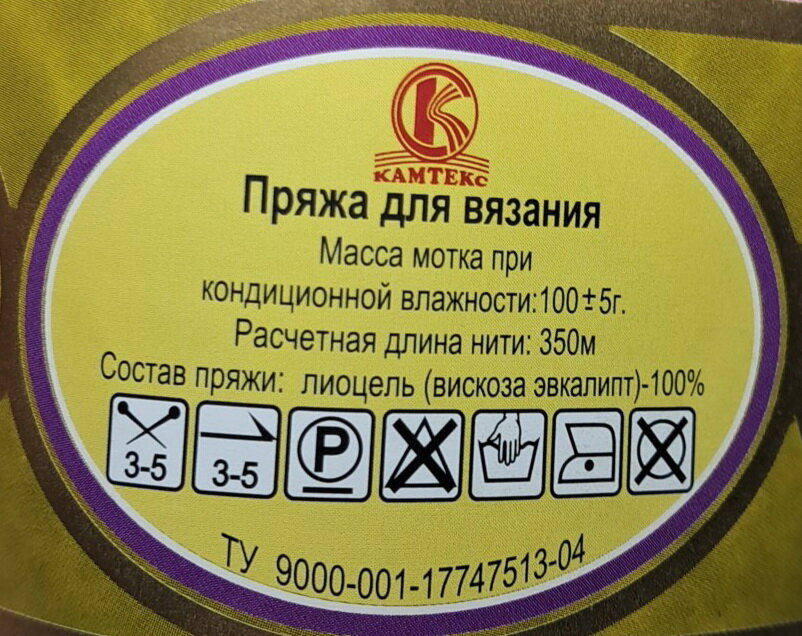 К
КАМТЕКС
Пряжа для вязания
Масса мотка при
кондиционной влажности:100±5г.
Расчетная длина нити: 350м
Состав пряжи: лиоцель (вискоза эвкалипт)-100%
3-5 3-5 P
ТУ 9000-001-17747513-04